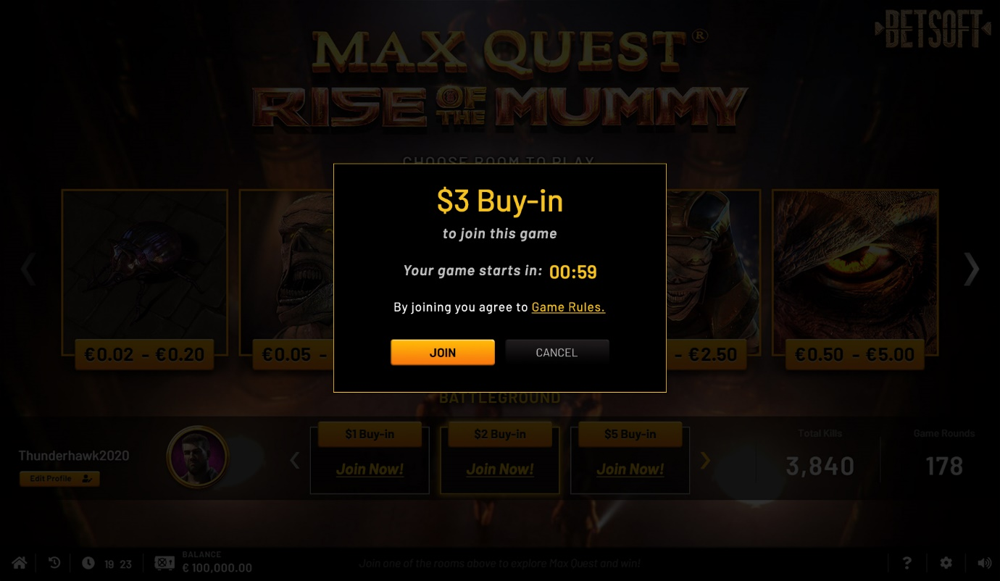 BETSOFT
MAX QUEST®
RISE OF THE MUMMY
CHOOSE ROOM TO PLAY
$3 Buy-in
to join this game
Your game starts in: 00:59
By joining you agree to Game Rules.
JOIN CANCEL
€0.02 - €0.20 €0.05 - - €2.50 €0.50 - €5.00
BATTLEGROUND
$1 Buy-in $2 Buy-in $5 Buy-in
Join Now! Join Now! Join Now!
Thunderhawk2020
Edit Profile
Total Kills Game Rounds
3,840 178
19 23
BALANCE
€ 100,000.00
Join one of the rooms above to explore Max Quest and win!
?